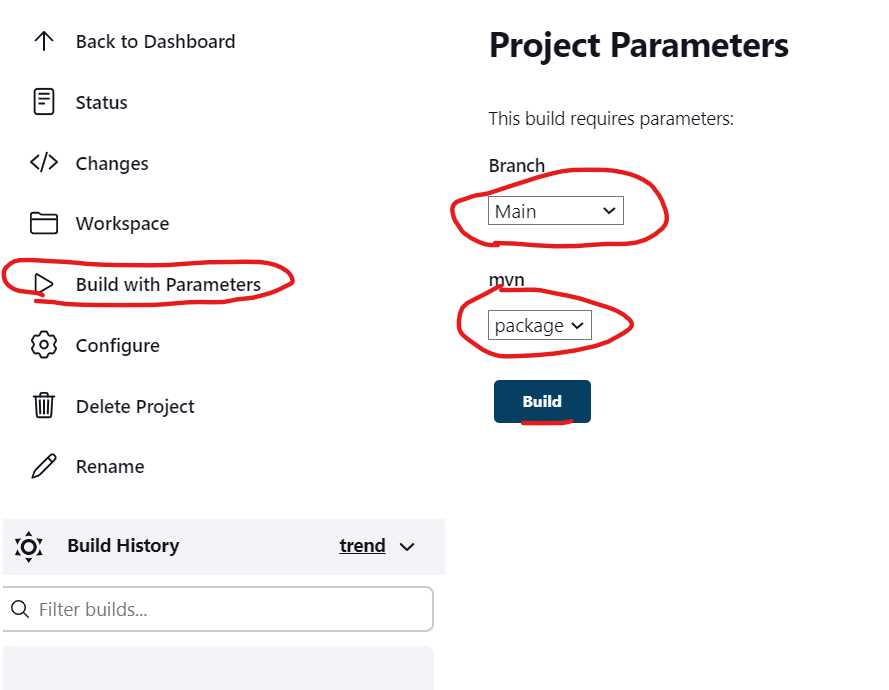 Back to Dashboard
Status
Changes
Workspace
Build with Parameters
Configure
Delete Project
Rename
Build History
trend
Filter builds...
Project Parameters
This build requires parameters:
Branch
Main
mvn
package
Build